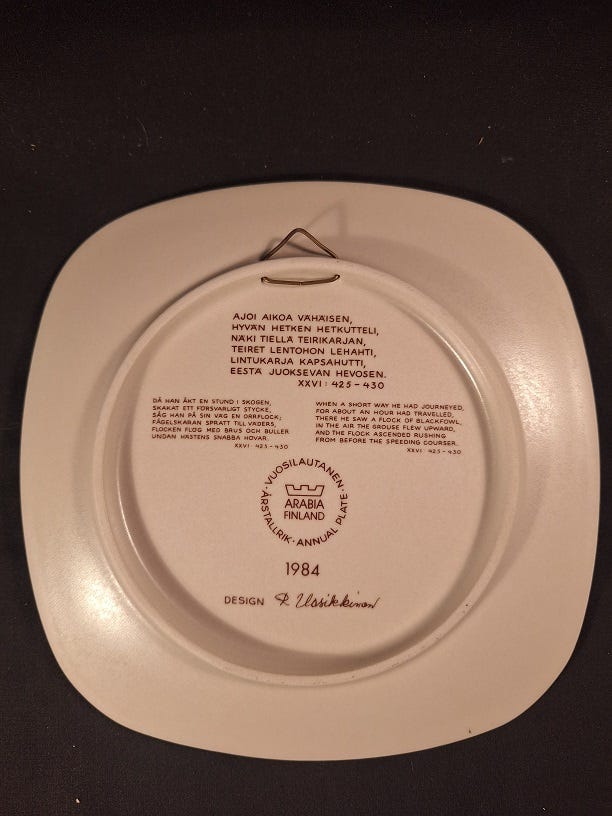 AJOI AIKOA VÄHÄISEN,
HYVÄN HETKEN HETKUTTELI,
NÄKI TIELLÄ TEIRIKARJAN,
TEIRET LENTOHON LEHAHTI,
LINTUKARJA KAPSAHUTTI,
EESTÄ JUOKSEVAN HEVOSEN.
XXVI: 425-430
DÅ HAN ÅKT EN STUND I SKOGEN,
SKAKAT ETT FÖRSVARLIGT STYCKE,
SÅG HAN PÅ SIN VÄG EN ORRFLOCK;
FÅGELSKARAN SPRATT TILL VÄDERS,
FLOCKEN FLÖG MED BRUS OCH BULLER
UNDAN HÄSTENS SNABBA HOVAR.
XXVI: 425-430
WHEN A SHORT WAY HE HAD JOURNEYED,
FOR ABOUT AN HOUR HAD TRAVELLED,
THERE HE SAW A FLOCK OF BLACKFOWL,
IN THE AIR THE GROUSE FLEW UPWARD,
AND THE FLOCK ASCENDED RUSHING
FROM BEFORE THE SPEEDING COURSER.
XXVI: 425-430
· VUOSILAUTANEN ·
ARABIA
FINLAND
ÅRSTALLRIK · ANNUAL PLATE
1984
DESIGN R. Uosikkinen